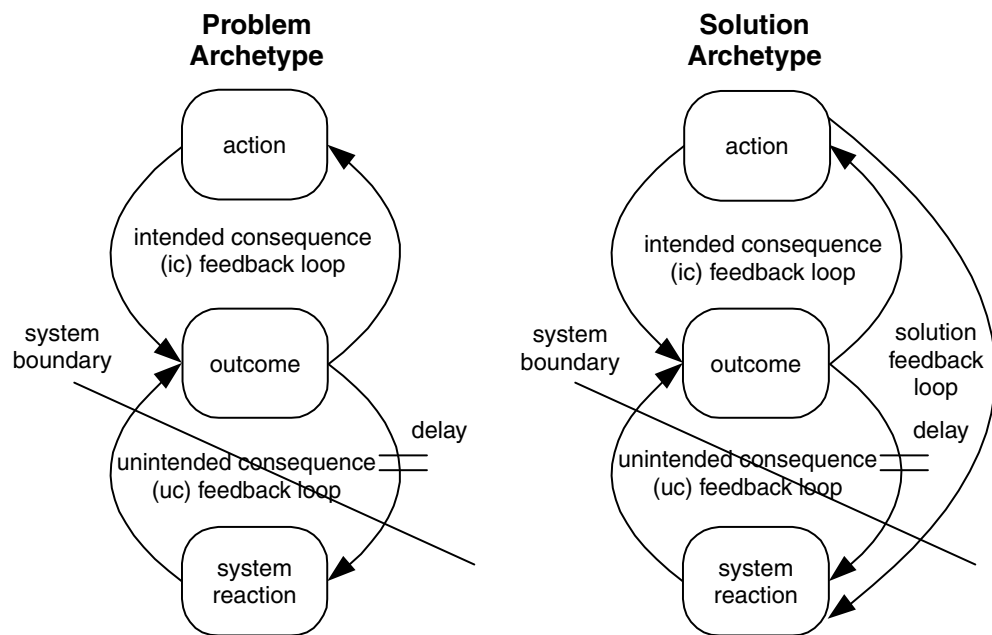 Problem
Archetype
action
intended consequence
(ic) feedback loop
system
boundary
outcome
delay
unintended consequence
(uc) feedback loop
system
reaction
Solution
Archetype
action
intended consequence
(ic) feedback loop
system
boundary
outcome
solution
feedback
loop
delay
unintended consequence
(uc) feedback loop
system
reaction